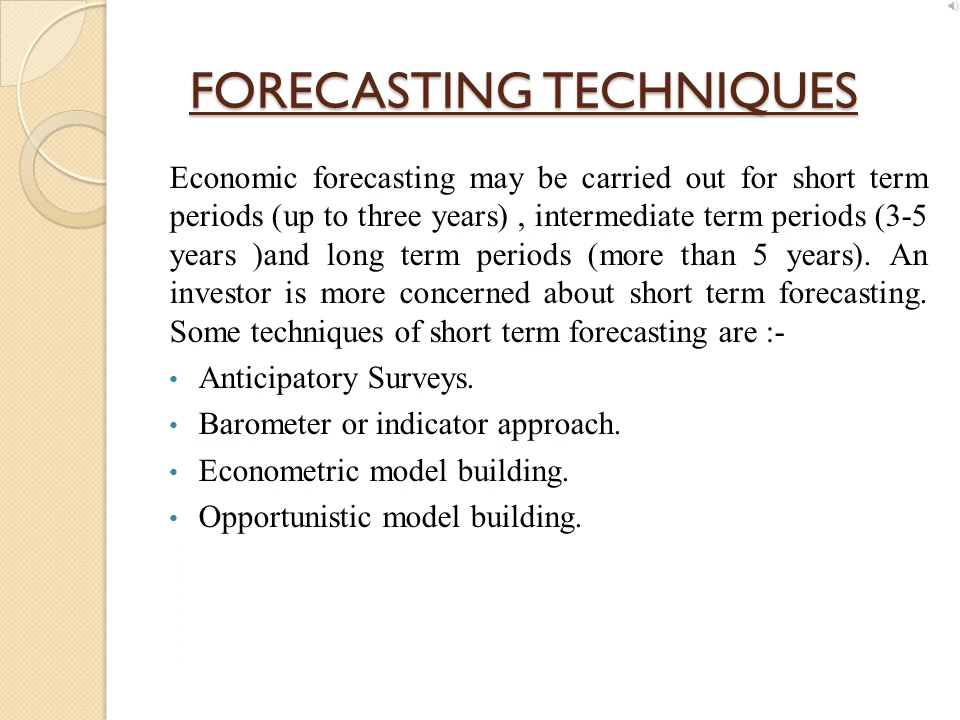 FORECASTING TECHNIQUES
Economic forecasting may be carried out for short term
periods (up to three years) , intermediate term periods (3-5
years )and long term periods (more than 5 years). An
investor is more concerned about short term forecasting.
Some techniques of short term forecasting are :-
• Anticipatory Surveys.
• Barometer or indicator approach.
• Econometric model building.
• Opportunistic model building.